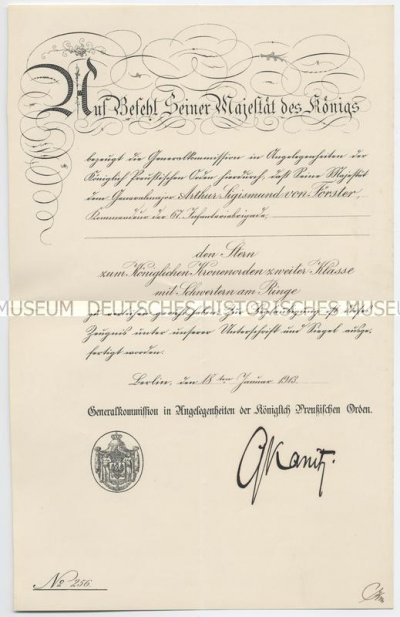 Auf Befehl Seiner Majestät des Königs
bezeugt die Generalkommission in Angelegenheiten der
Königlich Preußischen Orden hierdurch, daß Seine Majestät
dem Generalmajor Arthur Sigismund von Förster,
Kommandeur der 67. Infanteriebrigade,
den Stern
zum Königlichen Kronenorden zweiter Klasse
mit Schwertern am Ringe
MUSEUM DEUTSCHES HISTORISCHES MUSEUM
zu verleihen geruht haben. Zur Beglaubigung ist dieses
Zeugnis unter unserer Unterschrift und Siegel ausge-
fertigt worden.
Berlin, den 18ten Januar 1913.
Generalkommission in Angelegenheiten der Königlich Preußischen Orden.
Kanitz.
No 256.